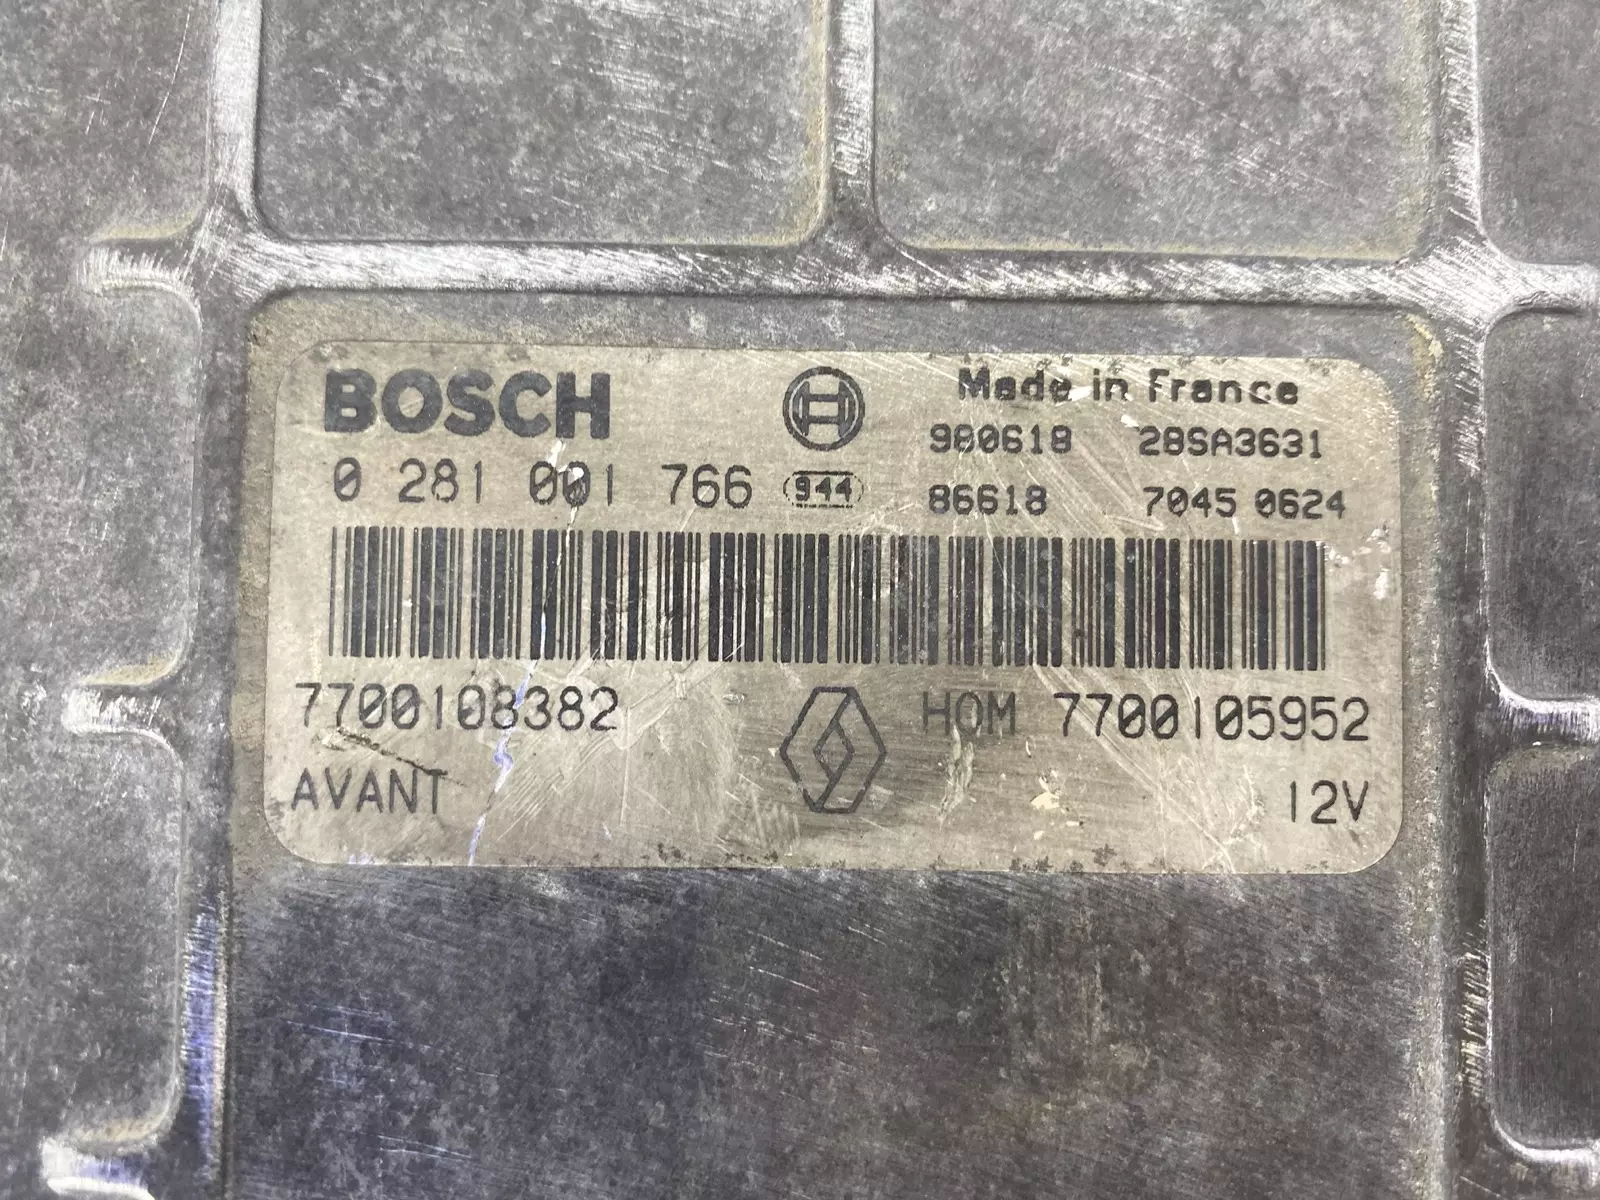 BOSCH
Made in France
980618 28SA3631
0 281 001 766 944
86618 7045 0624
7700108382 HOM 7700105952
AVANT 12V